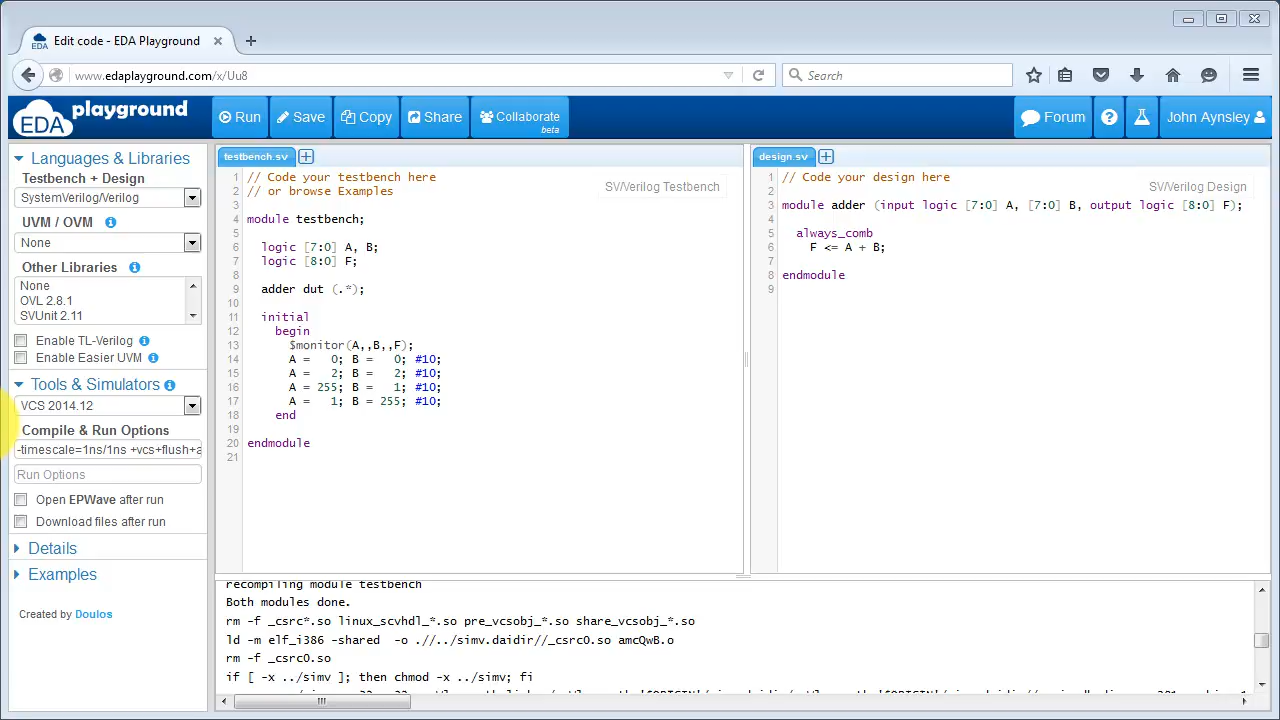 Edit code - EDA Playground
www.edaplayground.com/x/Uu8
Search
EDA playground
Run
Save
Copy
Share
Collaborate
beta
Forum
John Aynsley
Languages & Libraries
Testbench + Design
SystemVerilog/Verilog
UVM / OVM
None
Other Libraries
None
OVL 2.8.1
SVUnit 2.11
Enable TL-Verilog
Enable Easier UVM
Tools & Simulators
VCS 2014.12
Compile & Run Options
-timescale=1ns/1ns +vcs+flush+a
Run Options
Open EPWave after run
Download files after run
Details
Examples
Created by Doulos
testbench.sv
SV/Verilog Testbench
1 // Code your testbench here
2 // or browse Examples
3
4 module testbench;
5
6 logic [7:0] A, B;
7 logic [8:0] F;
8
9 adder dut (.*);
10
11 initial
12 begin
13 $monitor(A,,B,,F);
14 A =   0; B =   0; #10;
15 A =   2; B =   2; #10;
16 A = 255; B =   1; #10;
17 A =   1; B = 255; #10;
18 end
19
20 endmodule
21
design.sv
SV/Verilog Design
1 // Code your design here
2
3 module adder (input logic [7:0] A, [7:0] B, output logic [8:0] F);
4
5 always_comb
6 F <= A + B;
7
8 endmodule
9
recompiling module testbench
Both modules done.
rm -f _csrc*.so linux_scvhdl_*.so pre_vcsobj_*.so share_vcsobj_*.so
ld -m elf_i386 -shared  -o .//../simv.daidir//_csrc0.so amcQwB.o
rm -f _csrc0.so
if [ -x ../simv ]; then chmod -x ../simv; fi